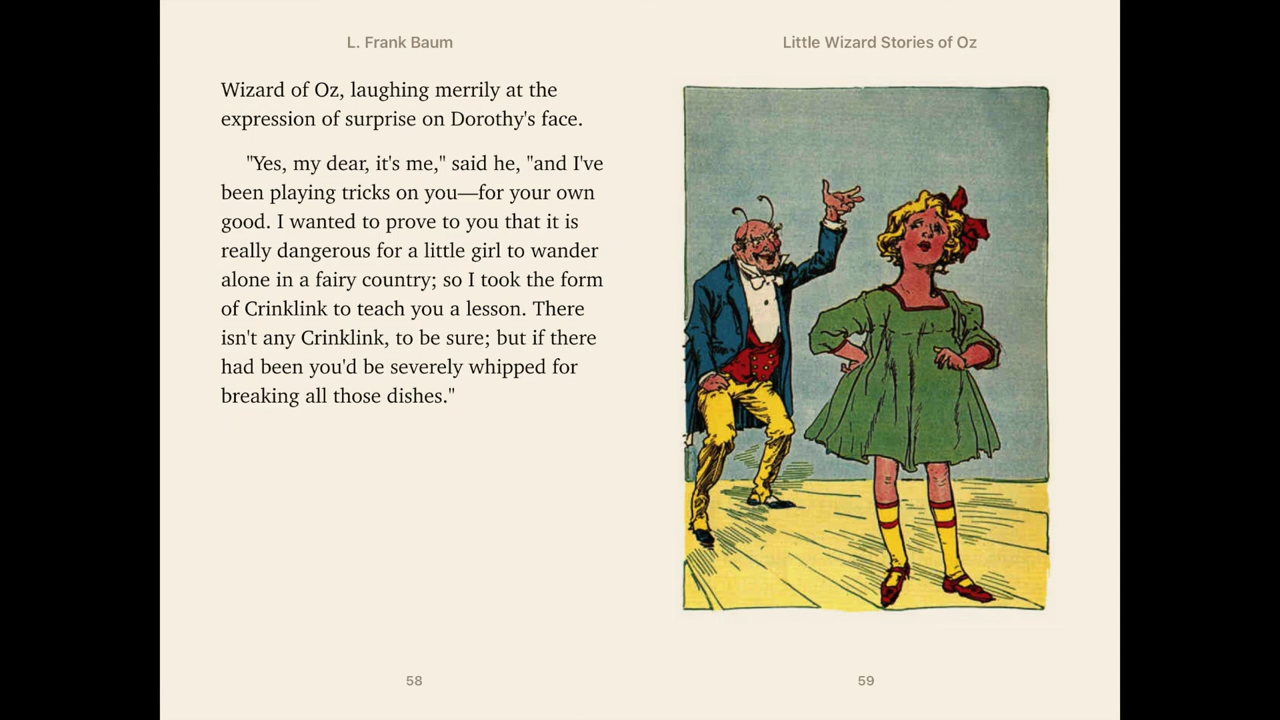 L. Frank Baum
Wizard of Oz, laughing merrily at the
expression of surprise on Dorothy's face.
"Yes, my dear, it's me," said he, "and I've
been playing tricks on you—for your own
good. I wanted to prove to you that it is
really dangerous for a little girl to wander
alone in a fairy country; so I took the form
of Crinklink to teach you a lesson. There
isn't any Crinklink, to be sure; but if there
had been you'd be severely whipped for
breaking all those dishes."
58
Little Wizard Stories of Oz
59